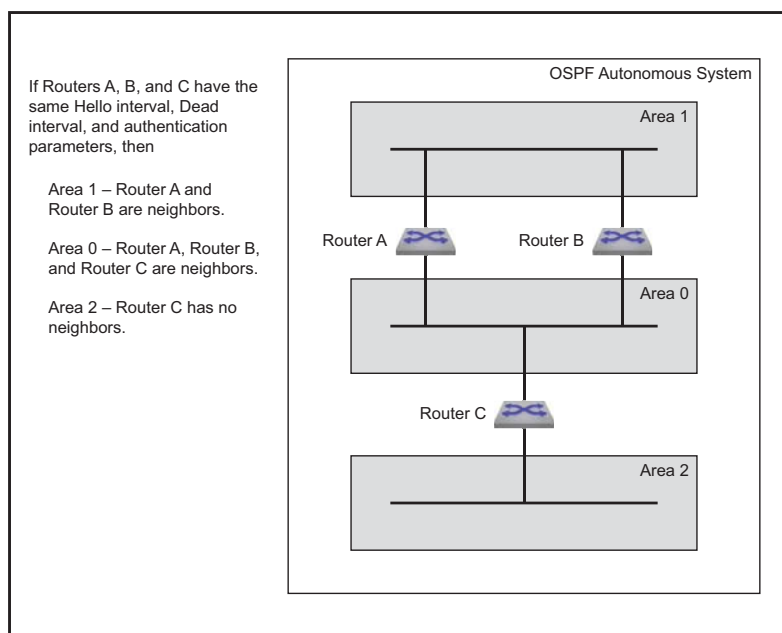 If Routers A, B, and C have the
same Hello interval, Dead
interval, and authentication
parameters, then
Area 1 – Router A and
Router B are neighbors.
Area 0 – Router A, Router B,
and Router C are neighbors.
Area 2 – Router C has no
neighbors.
OSPF Autonomous System
Area 1
Router A
Router B
Area 0
Router C
Area 2